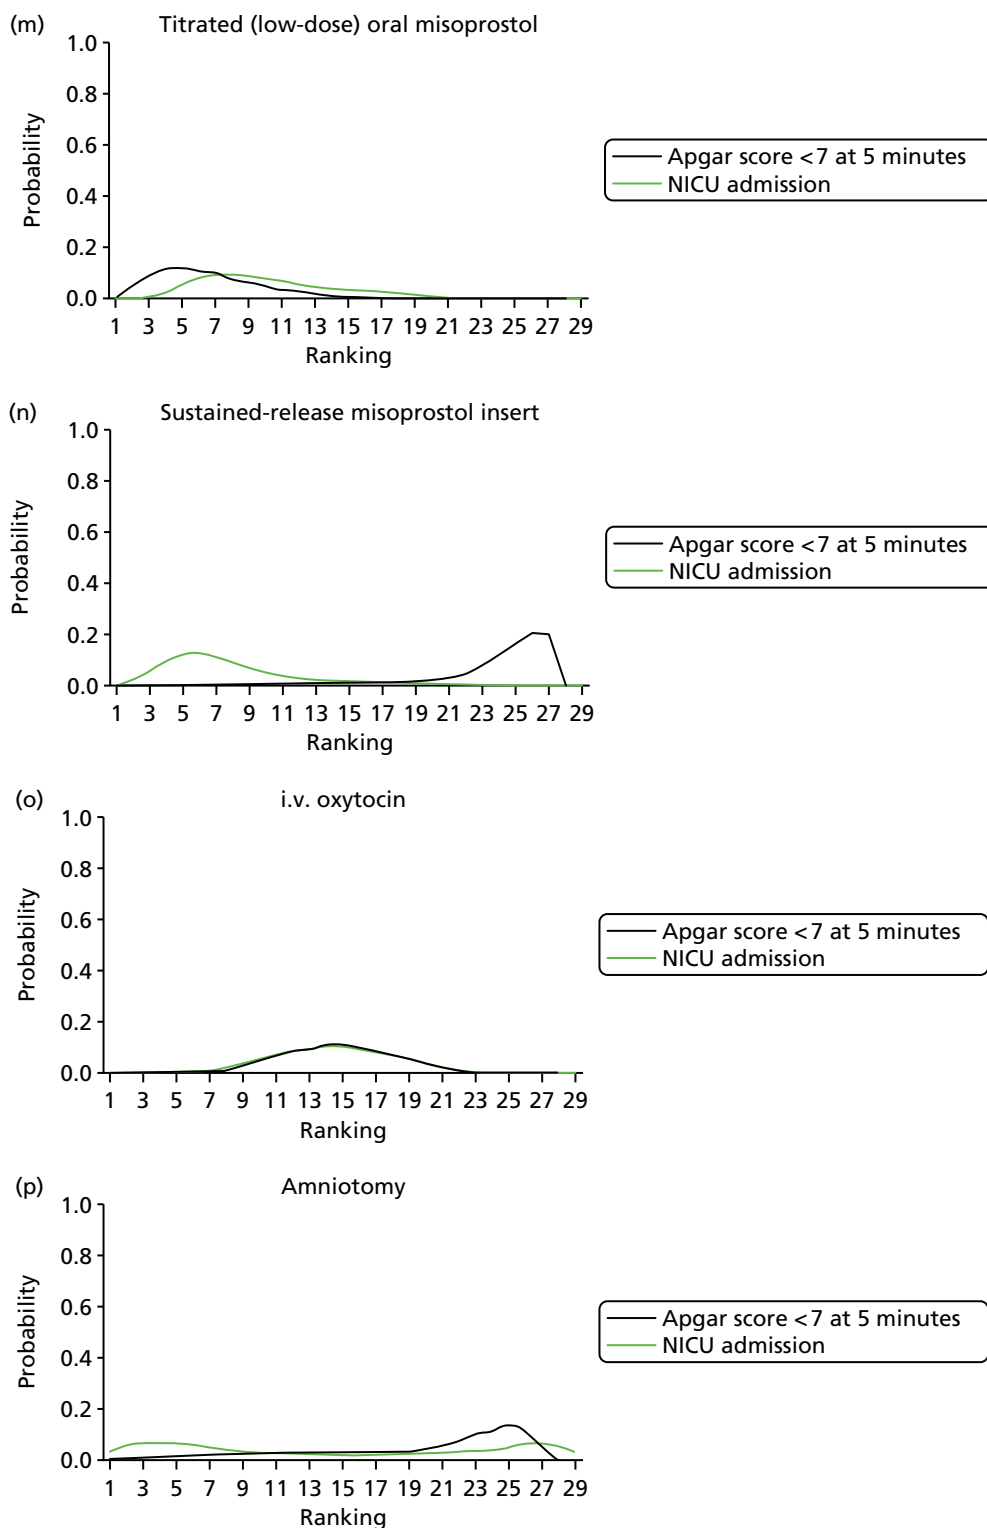 (m)
Titrated (low-dose) oral misoprostol
1.0
0.8
0.6
0.4
0.2
0.0
Probability
1 3 5 7 9 11 13 15 17 19 21 23 25 27 29
Ranking
Apgar score <7 at 5 minutes
NICU admission
(n)
Sustained-release misoprostol insert
1.0
0.8
0.6
0.4
0.2
0.0
Probability
1 3 5 7 9 11 13 15 17 19 21 23 25 27 29
Ranking
Apgar score <7 at 5 minutes
NICU admission
(o)
i.v. oxytocin
1.0
0.8
0.6
0.4
0.2
0.0
Probability
1 3 5 7 9 11 13 15 17 19 21 23 25 27 29
Ranking
Apgar score <7 at 5 minutes
NICU admission
(p)
Amniotomy
1.0
0.8
0.6
0.4
0.2
0.0
Probability
1 3 5 7 9 11 13 15 17 19 21 23 25 27 29
Ranking
Apgar score <7 at 5 minutes
NICU admission